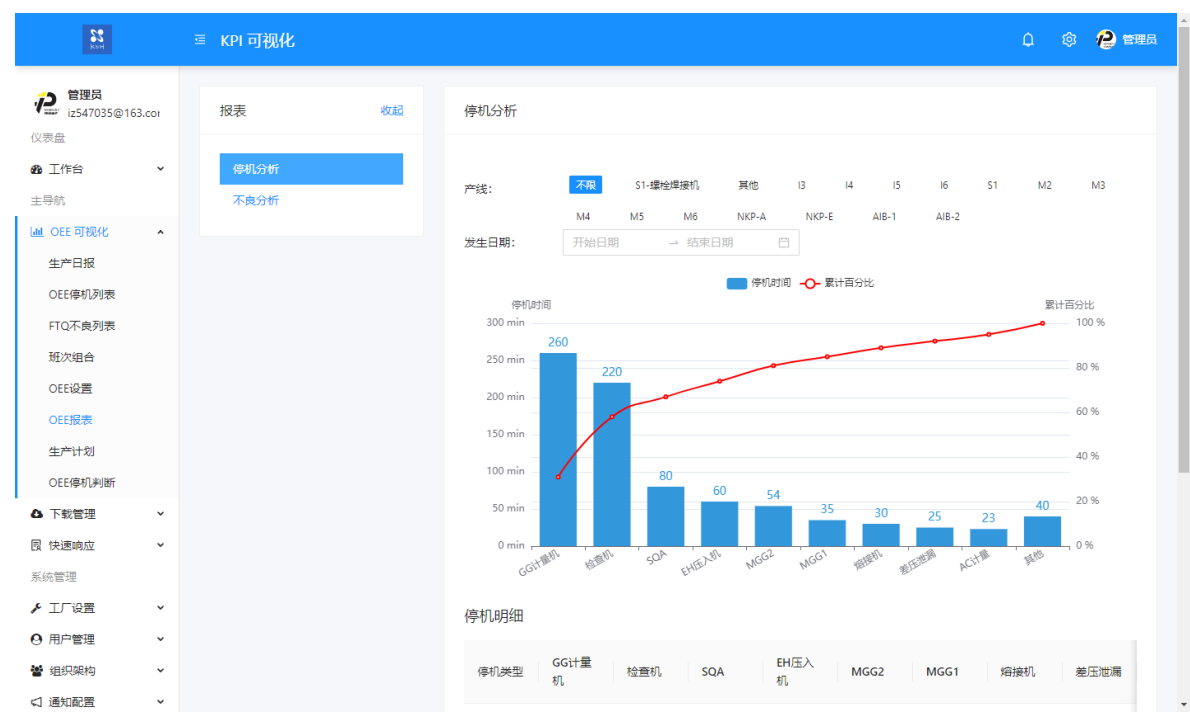 K&H
KPI 可视化
管理员
管理员
iz547035@163.cor
仪表盘
工作台
主导航
OEE 可视化
生产日报
OEE停机列表
FTQ不良列表
班次组合
OEE设置
OEE报表
生产计划
OEE停机判断
下载管理
快速响应
系统管理
工厂设置
用户管理
组织架构
通知配置
报表 收起
停机分析
不良分析
停机分析
产线： 不限 S1-螺栓焊接机 其他 I3 I4 I5 I6 S1 M2 M3
M4 M5 M6 NKP-A NKP-E AIB-1 AIB-2
发生日期： 开始日期 → 结束日期
停机时间 累计百分比
停机时间 累计百分比
300 min 100 %
260
250 min 80 %
220
200 min 60 %
150 min 40 %
100 min
80 60 54 35 30 25 23 40
20 %
50 min
0 min 0 %
GG计量机 检查机 SQA EH压入机 MGG2 MGG1 熔接机 差压泄漏 AC计量 其他
停机明细
停机类型 GG计量机 检查机 SQA EH压入机 MGG2 MGG1 熔接机 差压泄漏